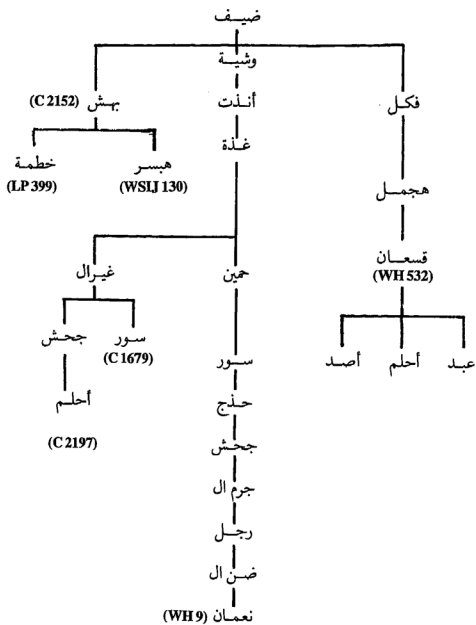 ضيف
وشية
فكل
أنذت
بهش (C 2152)
غذة
هبسر
خطمة
(WSIJ 130)
(LP 399)
هجمل
قسعان
(WH 532)
حمين
غيرال
سور
جحش
(C 1679)
عبد
أحلم
أصد
سور
أحلم
حذج
(C 2197)
جحش
جرم ال
رجل
ضن ال
نعمان (WH 9)